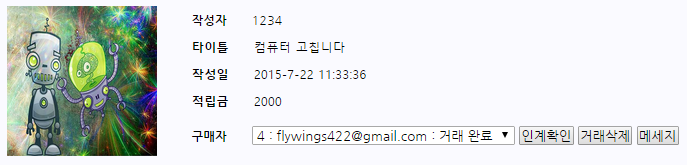 작성자 1234
타이틀 컴퓨터 고칩니다
작성일 2015-7-22 11:33:36
적립금 2000
구매자 4 : flywings422@gmail.com : 거래 완료 인계확인 거래삭제 메세지